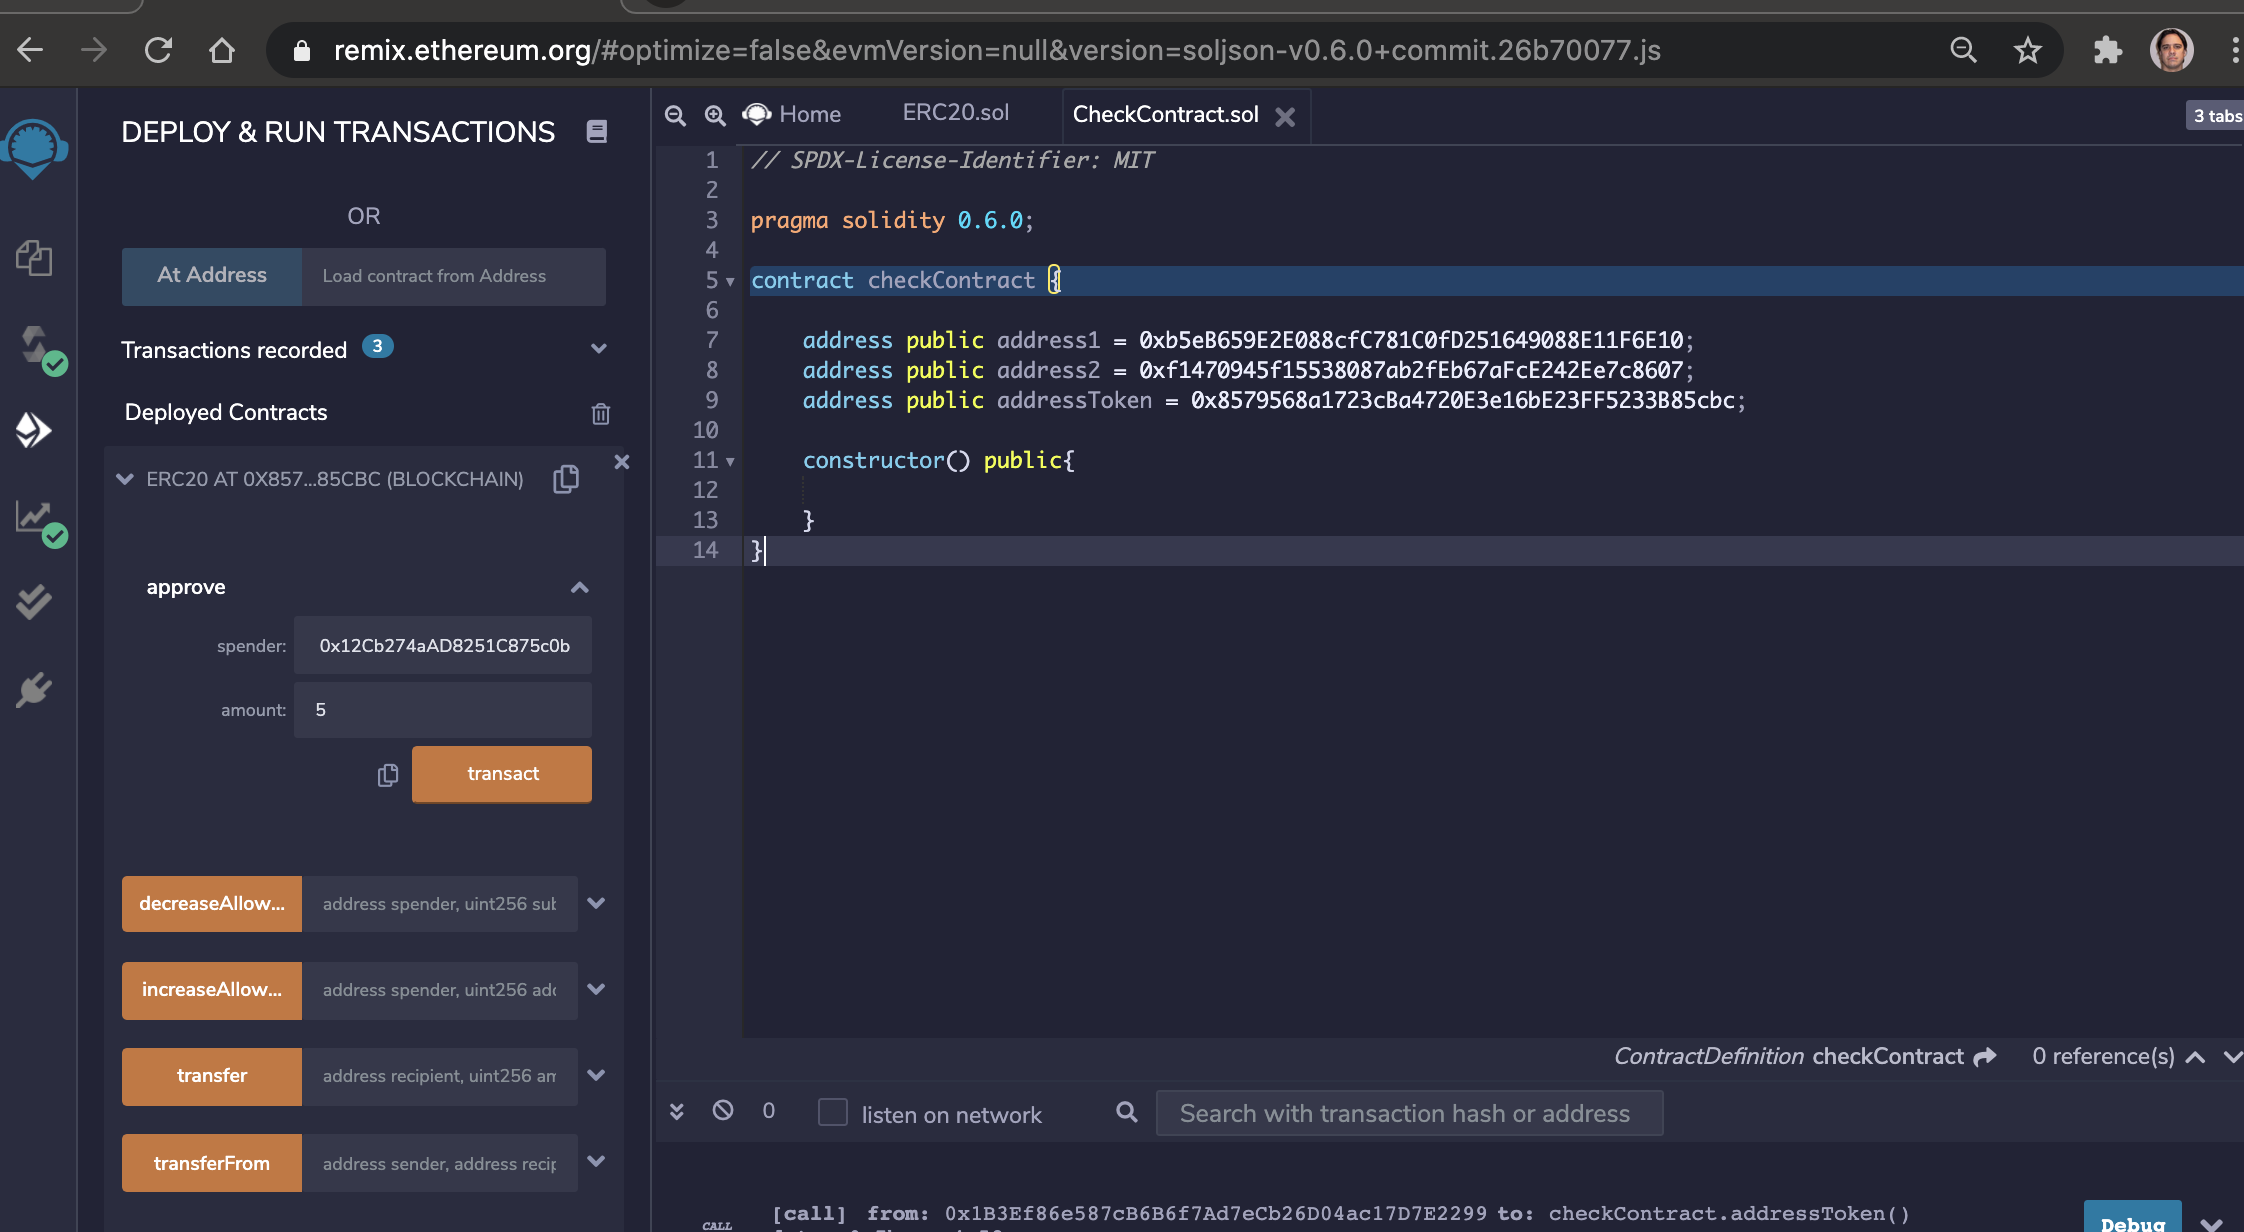 remix.ethereum.org/#optimize=false&evmVersion=null&version=soljson-v0.6.0+commit.26b70077.js
DEPLOY & RUN TRANSACTIONS
OR
At Address Load contract from Address
Transactions recorded 3
Deployed Contracts
ERC20 AT 0X857...85CBC (BLOCKCHAIN)
approve
spender: 0x12Cb274aAD8251C875c0b
amount: 5
transact
decreaseAllow... address spender, uint256 sub
increaseAllow... address spender, uint256 add
transfer address recipient, uint256 am
transferFrom address sender, address recip
Home ERC20.sol CheckContract.sol 3 tabs
1 // SPDX-License-Identifier: MIT
2
3 pragma solidity 0.6.0;
4
5 contract checkContract {
6
7 address public address1 = 0xb5eB659E2E088cfC781C0fD251649088E11F6E10;
8 address public address2 = 0xf1470945f15538087ab2fEb67aFcE242Ee7c8607;
9 address public addressToken = 0x8579568a1723cBa4720E3e16bE23FF5233B85cbc;
10
11 constructor() public{
12
13 }
14 }
ContractDefinition checkContract 0 reference(s)
0 listen on network Search with transaction hash or address
CALL [call] from: 0x1B3Ef86e587cB6B6f7Ad7eCb26D04ac17D7E2299 to: checkContract.addressToken() Debug